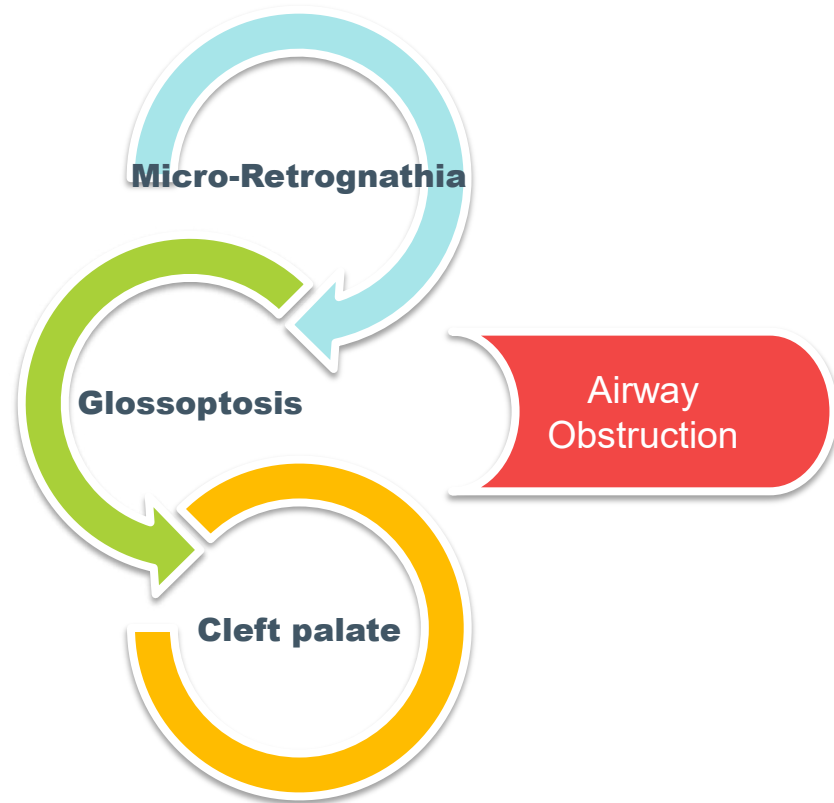 Micro-Retrognathia
Glossoptosis
Airway
Obstruction
Cleft palate